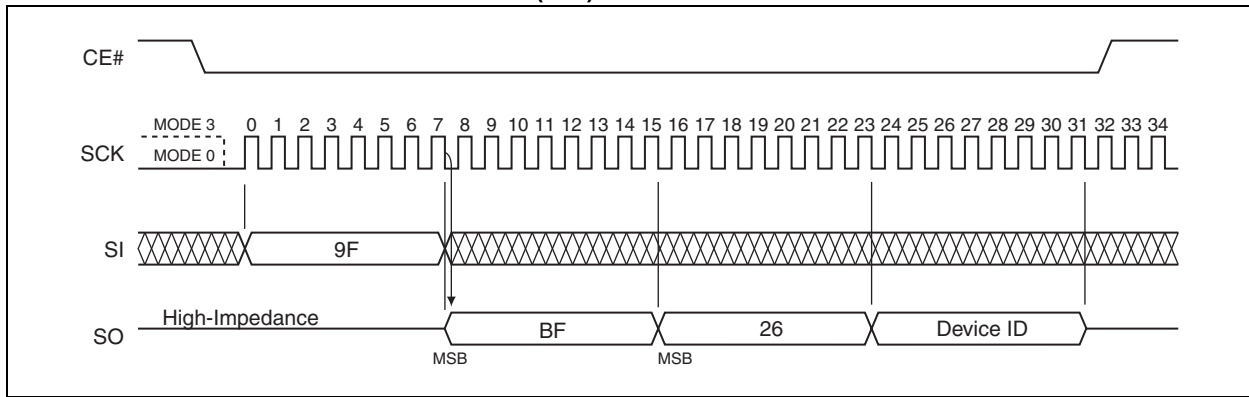 CE#
MODE 3
0 1 2 3 4 5 6 7 8 9 10 11 12 13 14 15 16 17 18 19 20 21 22 23 24 25 26 27 28 29 30 31 32 33 34
SCK
MODE 0
SI
9F
High-Impedance
SO
BF
26
Device ID
MSB
MSB